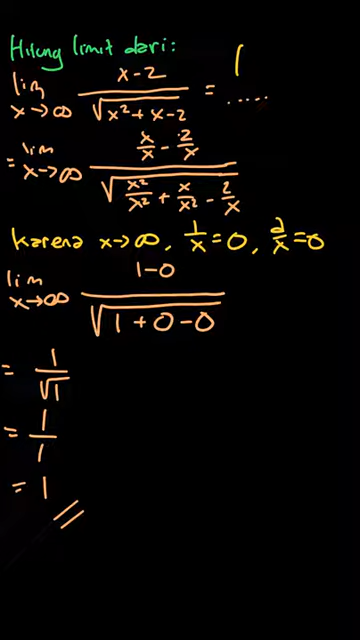 Hitung limit dari:
lim x→∞ (x-2)/(√(x² + x - 2)) = 1 .....
= lim x→∞ (x/x - 2/x)/(√(x²/x² + x/x² - 2/x))
Karena x→∞, 1/x = 0, 2/x = 0
lim x→∞ (1-0)/(√(1 + 0 - 0))
= 1/√1
= 1/1
= 1 //